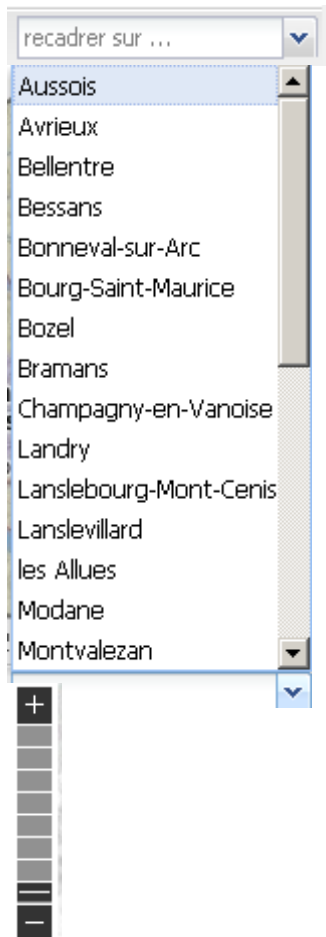 recadrer sur ...
Aussois
Avrieux
Bellentre
Bessans
Bonneval-sur-Arc
Bourg-Saint-Maurice
Bozel
Bramans
Champagny-en-Vanoise
Landry
Lanslebourg-Mont-Cenis
Lanslevillard
les Allues
Modane
Montvalezan
+
−